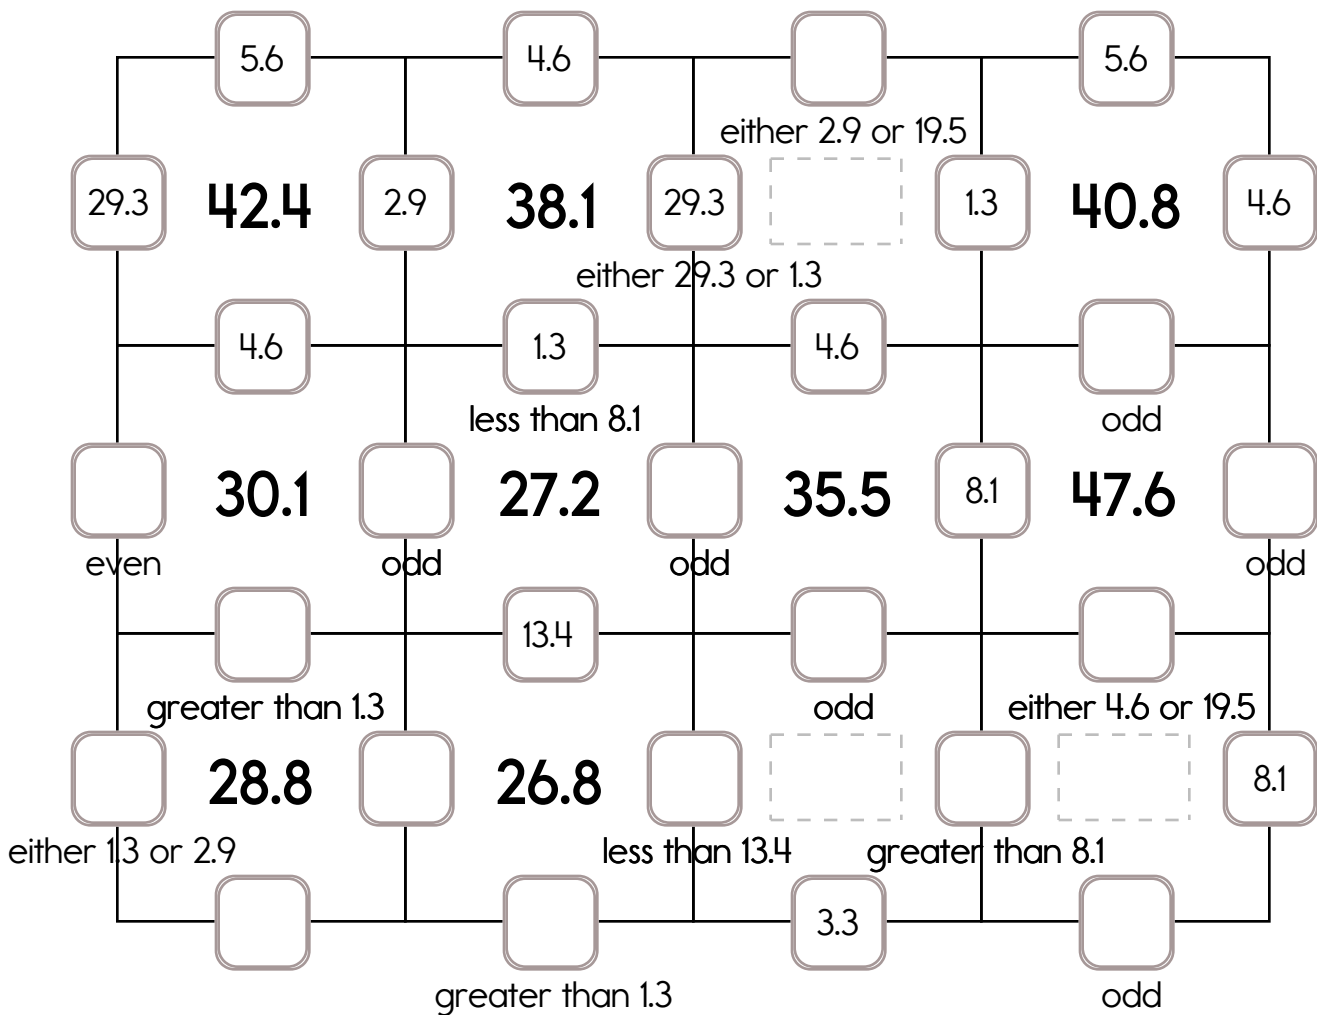 5.6 4.6 5.6
either 2.9 or 19.5
29.3 42.4 2.9 38.1 29.3 1.3 40.8 4.6
either 29.3 or 1.3
4.6 1.3 4.6
less than 8.1 odd
30.1 27.2 35.5 8.1 47.6
even odd odd odd
13.4
greater than 1.3 odd either 4.6 or 19.5
28.8 26.8 8.1
either 1.3 or 2.9 less than 13.4 greater than 8.1
3.3
greater than 1.3 odd